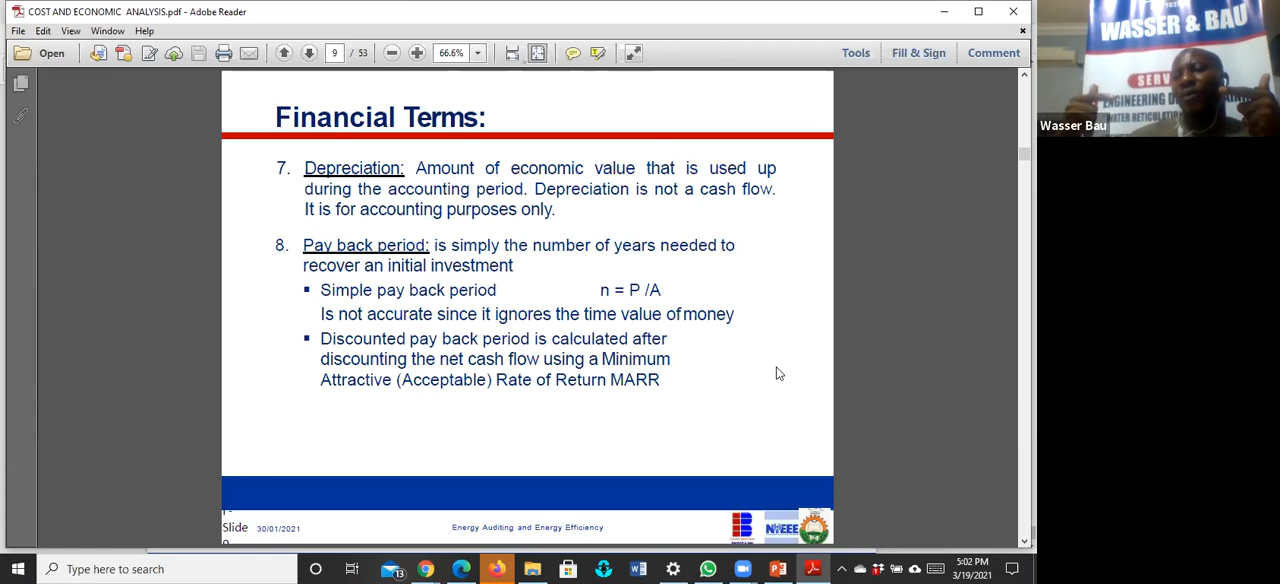 COST AND ECONOMIC ANALYSIS.pdf - Adobe Reader
File Edit View Window Help
Open 9 / 53 66.6% Tools Fill & Sign Comment
Financial Terms:
7. Depreciation: Amount of economic value that is used up
during the accounting period. Depreciation is not a cash flow.
It is for accounting purposes only.
8. Pay back period: is simply the number of years needed to
recover an initial investment
▪ Simple pay back period n = P /A
Is not accurate since it ignores the time value of money
▪ Discounted pay back period is calculated after
discounting the net cash flow using a Minimum
Attractive (Acceptable) Rate of Return MARR
Slide 30/01/2021 Energy Auditing and Energy Efficiency
WASSER & BAU
SERV
ENGINEERING
WATER RETICULATION
Wasser Bau
Type here to search
13
5:02 PM
3/19/2021